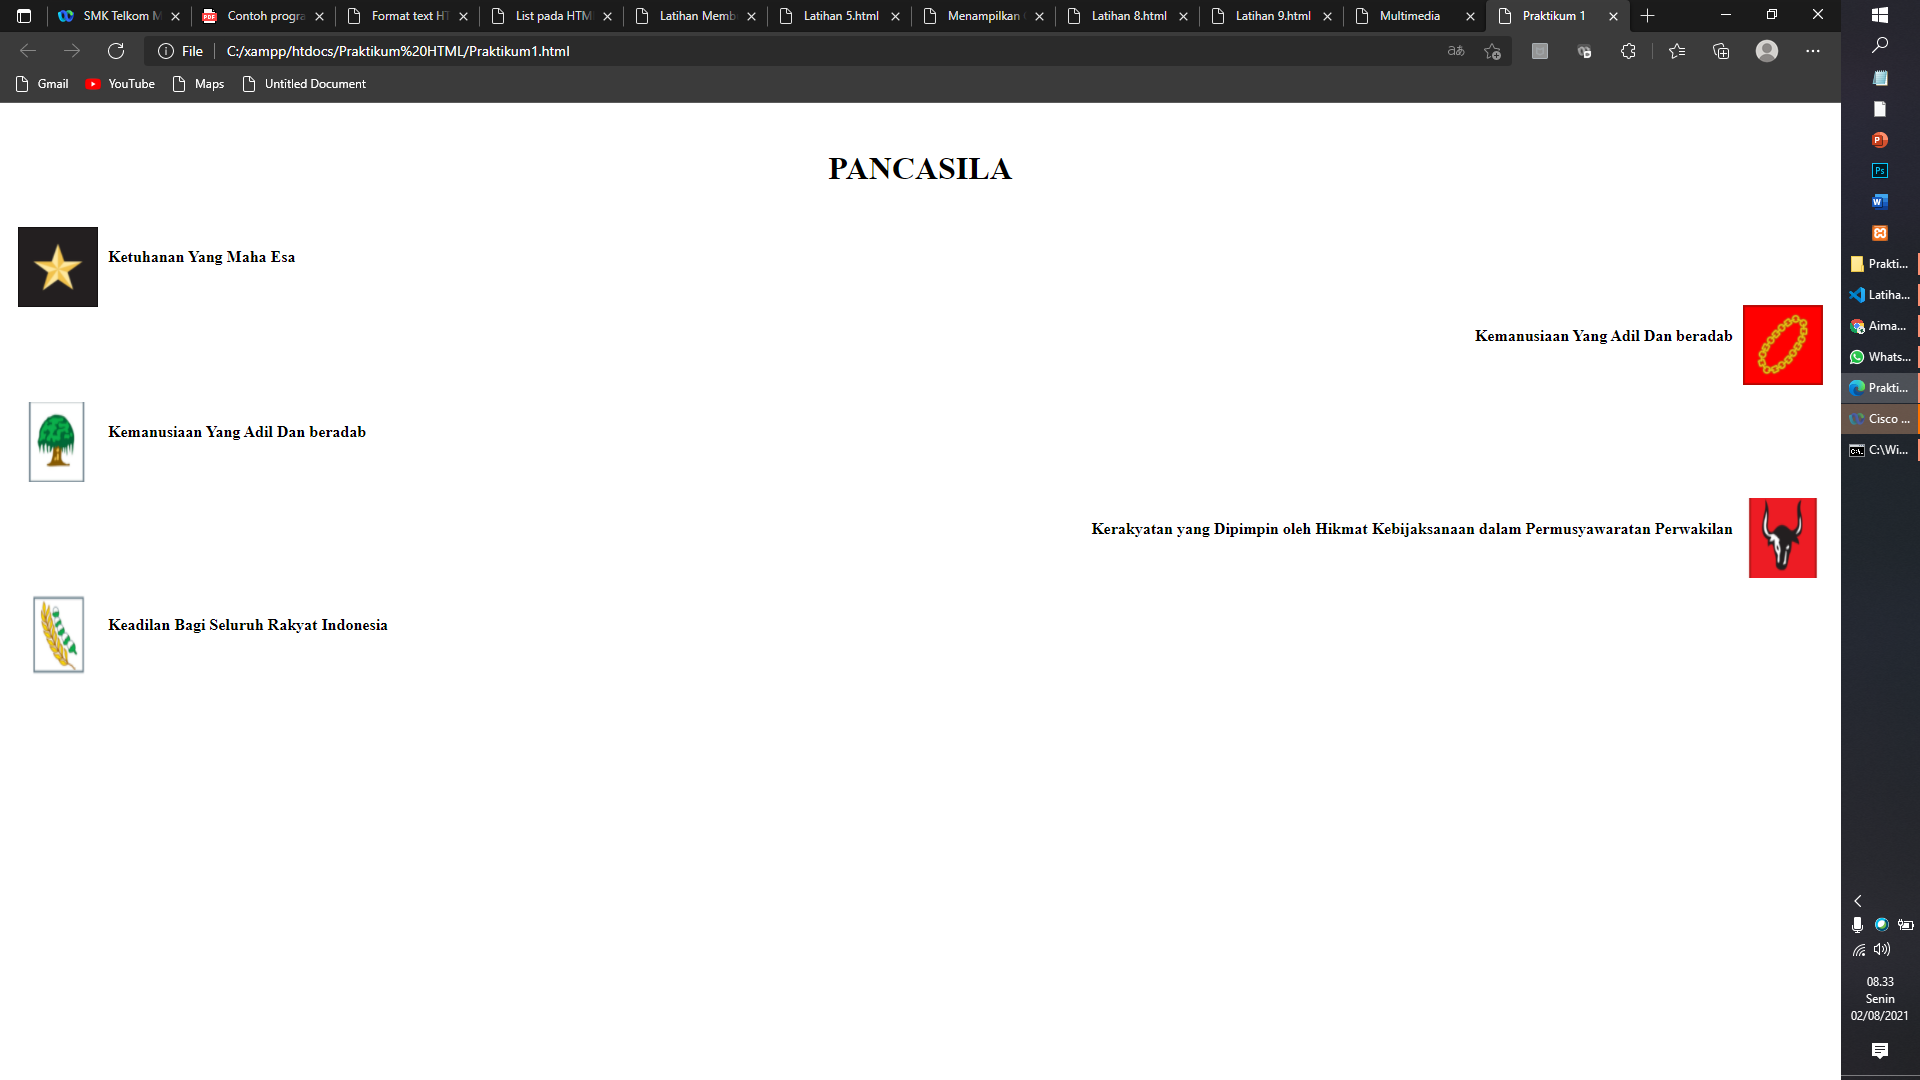 SMK Telkom M
Contoh progra
Format text HT
List pada HTM
Latihan Memb
Latihan 5.html
Menampilkan
Latihan 8.html
Latihan 9.html
Multimedia
Praktikum 1
File
C:/xampp/htdocs/Praktikum%20HTML/Praktikum1.html
Gmail
YouTube
Maps
Untitled Document
PANCASILA
Ketuhanan Yang Maha Esa
Kemanusiaan Yang Adil Dan beradab
Kemanusiaan Yang Adil Dan beradab
Kerakyatan yang Dipimpin oleh Hikmat Kebijaksanaan dalam Permusyawaratan Perwakilan
Keadilan Bagi Seluruh Rakyat Indonesia
Prakti...
Latiha...
Aima...
Whats...
Prakti...
Cisco ...
C:\Wi...
08.33
Senin
02/08/2021